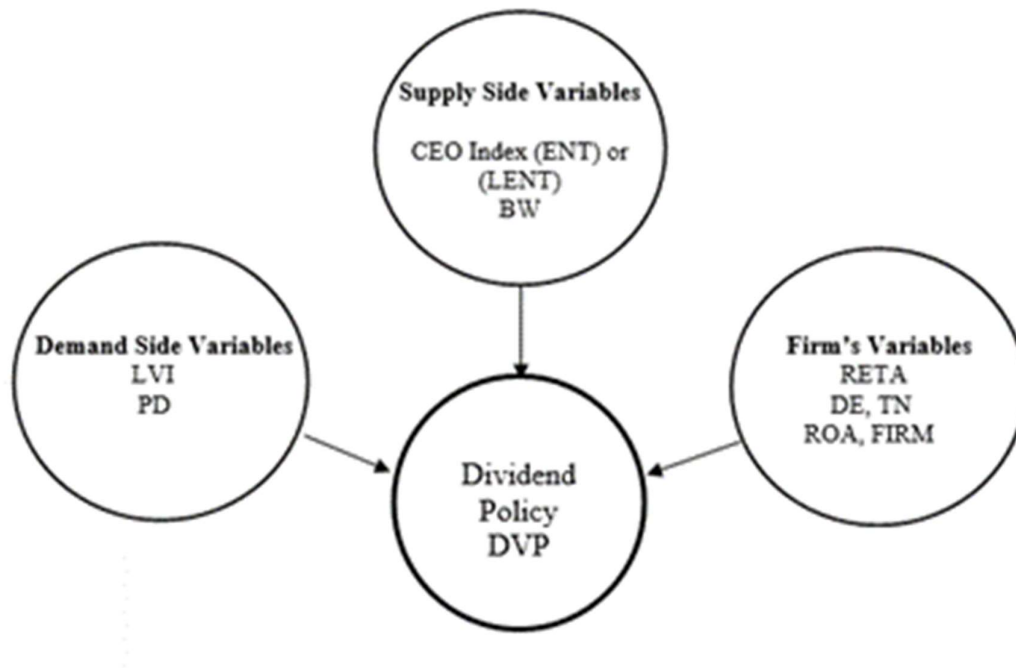 Supply Side Variables
CEO Index (ENT) or
(LENT)
BW
Demand Side Variables
LVI
PD
Firm's Variables
RETA
DE, TN
ROA, FIRM
Dividend
Policy
DVP